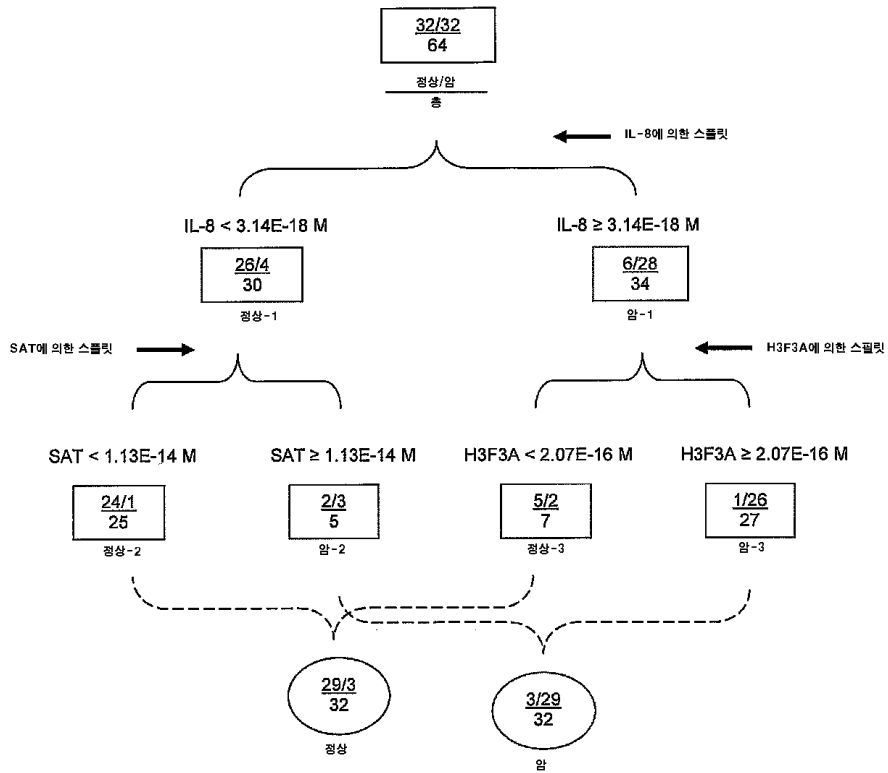 32/32
64
정상/암
총
IL-8에 의한 스플릿
IL-8 < 3.14E-18 M
IL-8 ≥ 3.14E-18 M
26/4
30
정상-1
6/28
34
암-1
SAT에 의한 스플릿
H3F3A에 의한 스필릿
SAT < 1.13E-14 M
SAT ≥ 1.13E-14 M
H3F3A < 2.07E-16 M
H3F3A ≥ 2.07E-16 M
24/1
25
정상-2
2/3
5
암-2
5/2
7
정상-3
1/26
27
암-3
29/3
32
정상
3/29
32
암